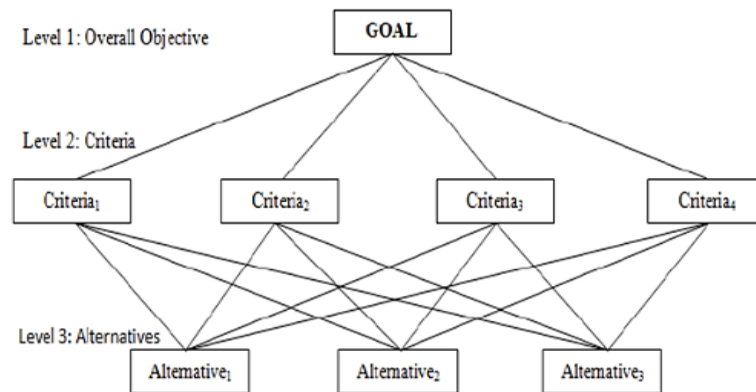 GOAL
Level 1: Overall Objective
Level 2: Criteria
Criteria₁ Criteria₂ Criteria₃ Criteria₄
Level 3: Alternatives
Alternative₁ Alternative₂ Alternative₃